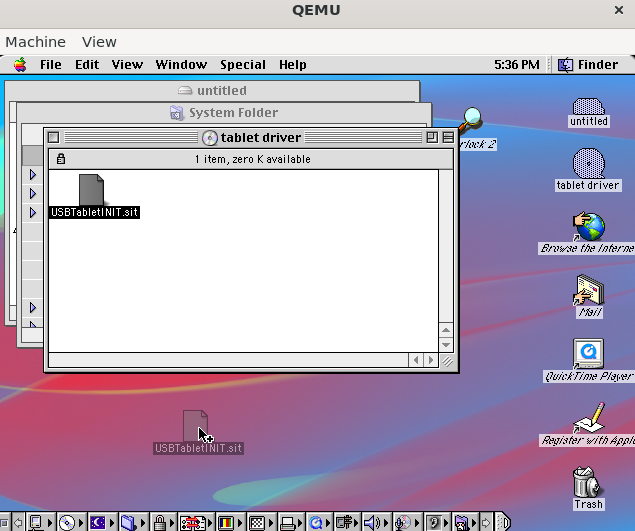 QEMU
Machine View
File Edit View Window Special Help 5:36 PM Finder
untitled
System Folder
tablet driver
1 item, zero K available
USBTabletINIT.sit
rlock 2
untitled
tablet driver
Browse the Interne
Mail
QuickTime Player
Register with Apple
USBTabletINIT.sit
Trash